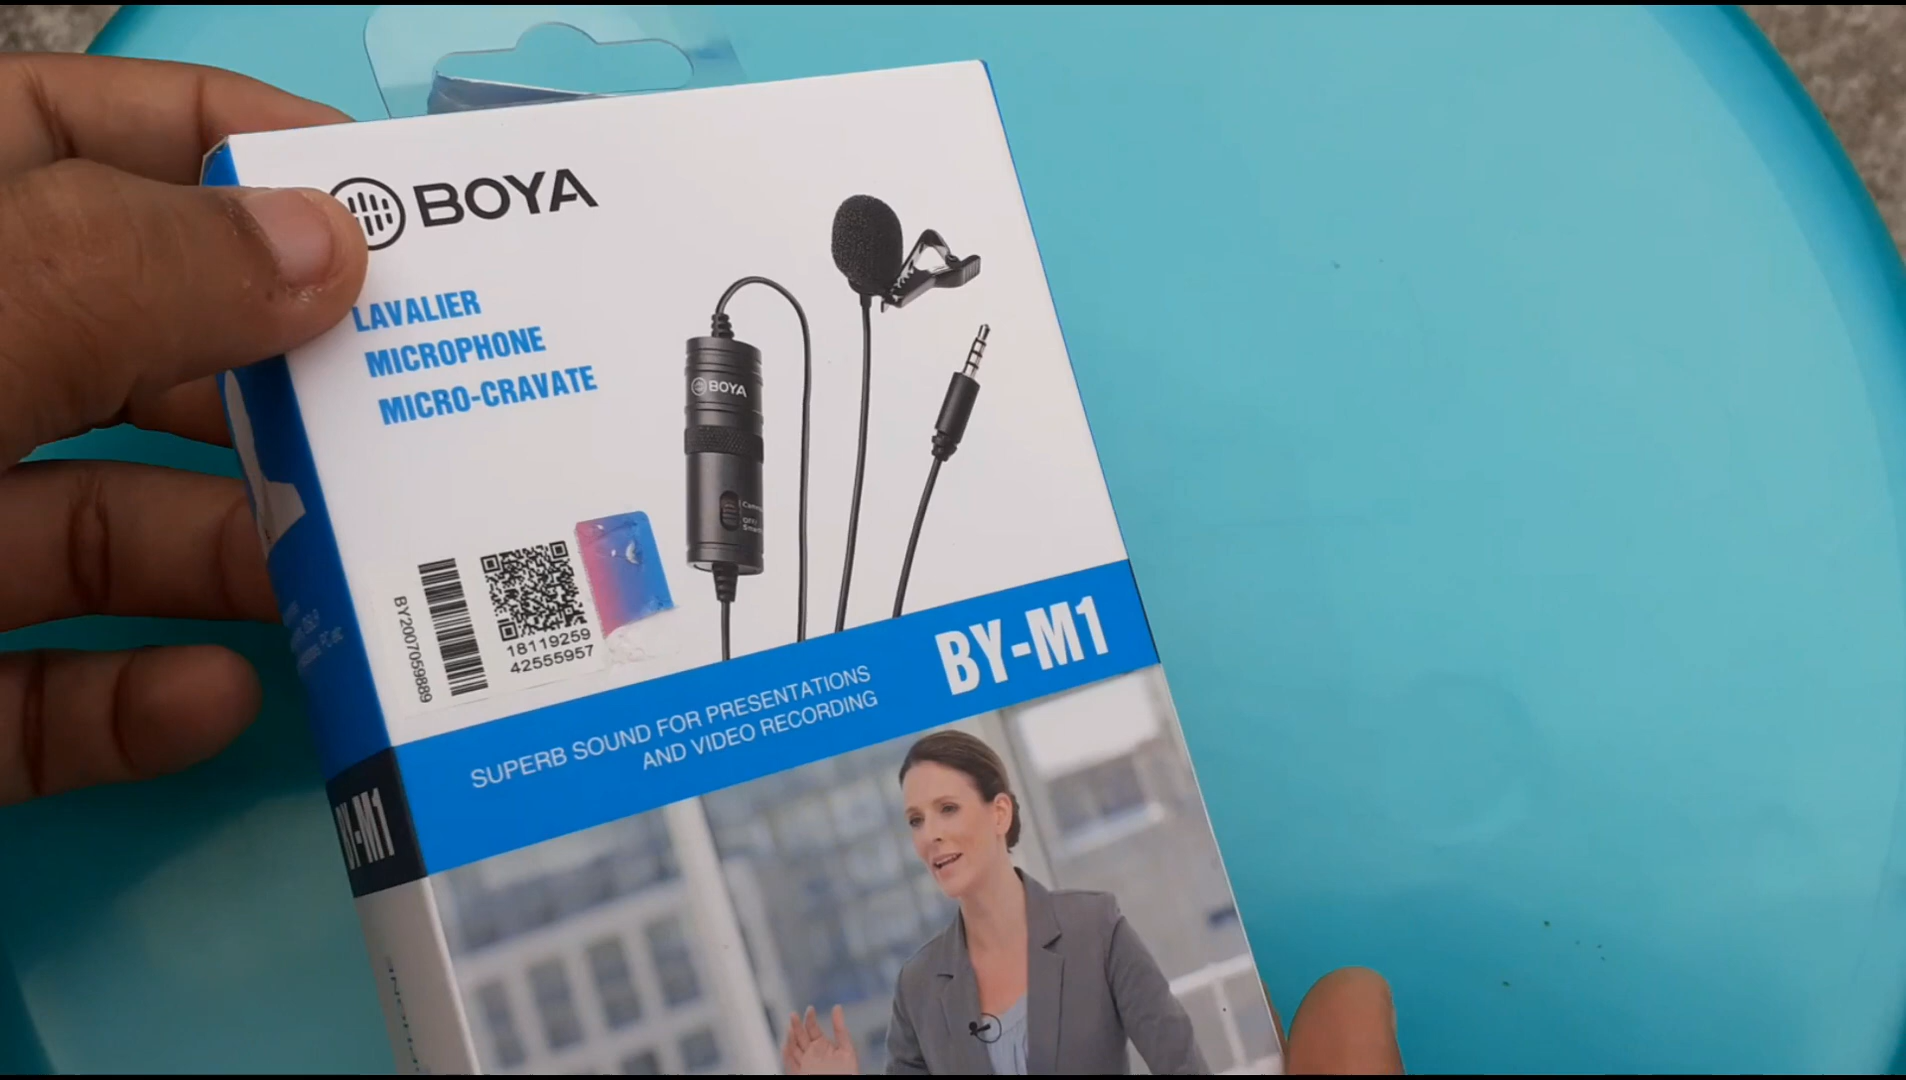 BOYA
LAVALIER
MICROPHONE
MICRO-CRAVATE
BOYA
BY20070598889
18119259
42555957
BY-M1
SUPERB SOUND FOR PRESENTATIONS
AND VIDEO RECORDING
BY-M1